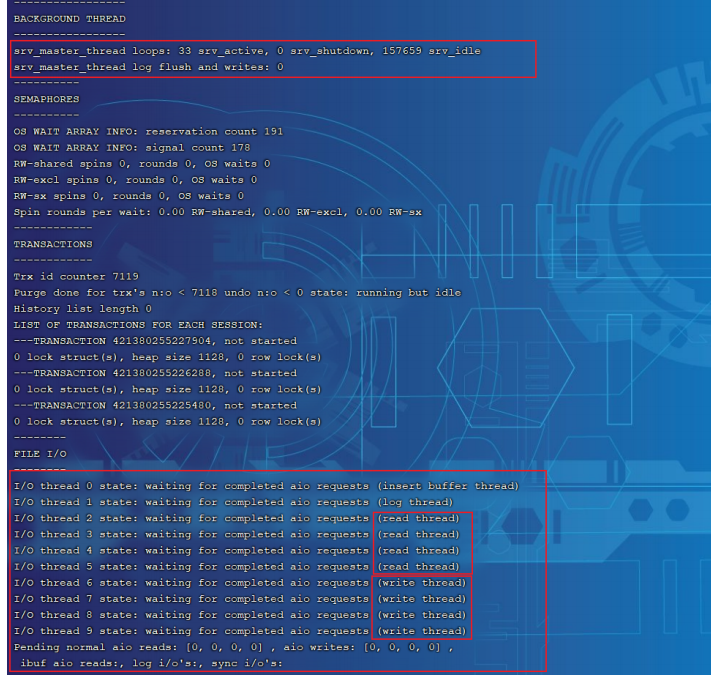 -----------------
BACKGROUND THREAD
-----------------
srv_master_thread loops: 33 srv_active, 0 srv_shutdown, 157659 srv_idle
srv_master_thread log flush and writes: 0
----------
SEMAPHORES
----------
OS WAIT ARRAY INFO: reservation count 191
OS WAIT ARRAY INFO: signal count 178
RW-shared spins 0, rounds 0, OS waits 0
RW-excl spins 0, rounds 0, OS waits 0
RW-sx spins 0, rounds 0, OS waits 0
Spin rounds per wait: 0.00 RW-shared, 0.00 RW-excl, 0.00 RW-sx
------------
TRANSACTIONS
------------
Trx id counter 7119
Purge done for trx's n:o < 7118 undo n:o < 0 state: running but idle
History list length 0
LIST OF TRANSACTIONS FOR EACH SESSION:
---TRANSACTION 421380255227904, not started
0 lock struct(s), heap size 1128, 0 row lock(s)
---TRANSACTION 421380255226288, not started
0 lock struct(s), heap size 1128, 0 row lock(s)
---TRANSACTION 421380255225480, not started
0 lock struct(s), heap size 1128, 0 row lock(s)
--------
FILE I/O
--------
I/O thread 0 state: waiting for completed aio requests (insert buffer thread)
I/O thread 1 state: waiting for completed aio requests (log thread)
I/O thread 2 state: waiting for completed aio requests (read thread)
I/O thread 3 state: waiting for completed aio requests (read thread)
I/O thread 4 state: waiting for completed aio requests (read thread)
I/O thread 5 state: waiting for completed aio requests (read thread)
I/O thread 6 state: waiting for completed aio requests (write thread)
I/O thread 7 state: waiting for completed aio requests (write thread)
I/O thread 8 state: waiting for completed aio requests (write thread)
I/O thread 9 state: waiting for completed aio requests (write thread)
Pending normal aio reads: [0, 0, 0, 0] , aio writes: [0, 0, 0, 0] ,
 ibuf aio reads:, log i/o's:, sync i/o's: